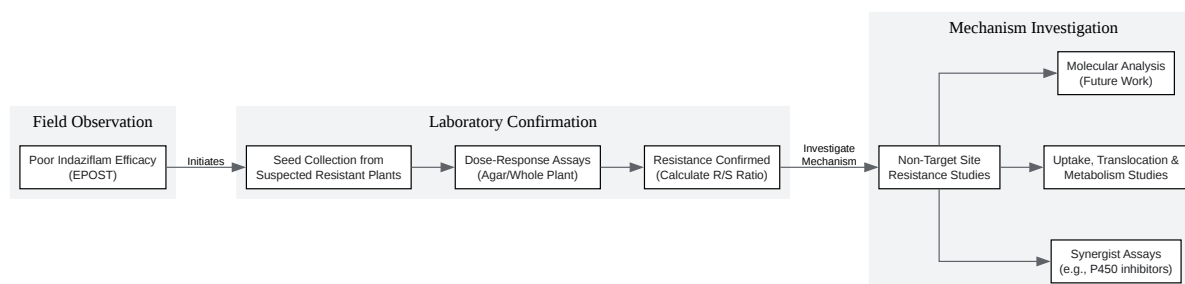 Field Observation
Poor Indaziflam Efficacy
(EPOST)
Initiates
Laboratory Confirmation
Seed Collection from
Suspected Resistant Plants
Dose-Response Assays
(Agar/Whole Plant)
Resistance Confirmed
(Calculate R/S Ratio)
Investigate
Mechanism
Mechanism Investigation
Non-Target Site
Resistance Studies
Molecular Analysis
(Future Work)
Uptake, Translocation &
Metabolism Studies
Synergist Assays
(e.g., P450 inhibitors)